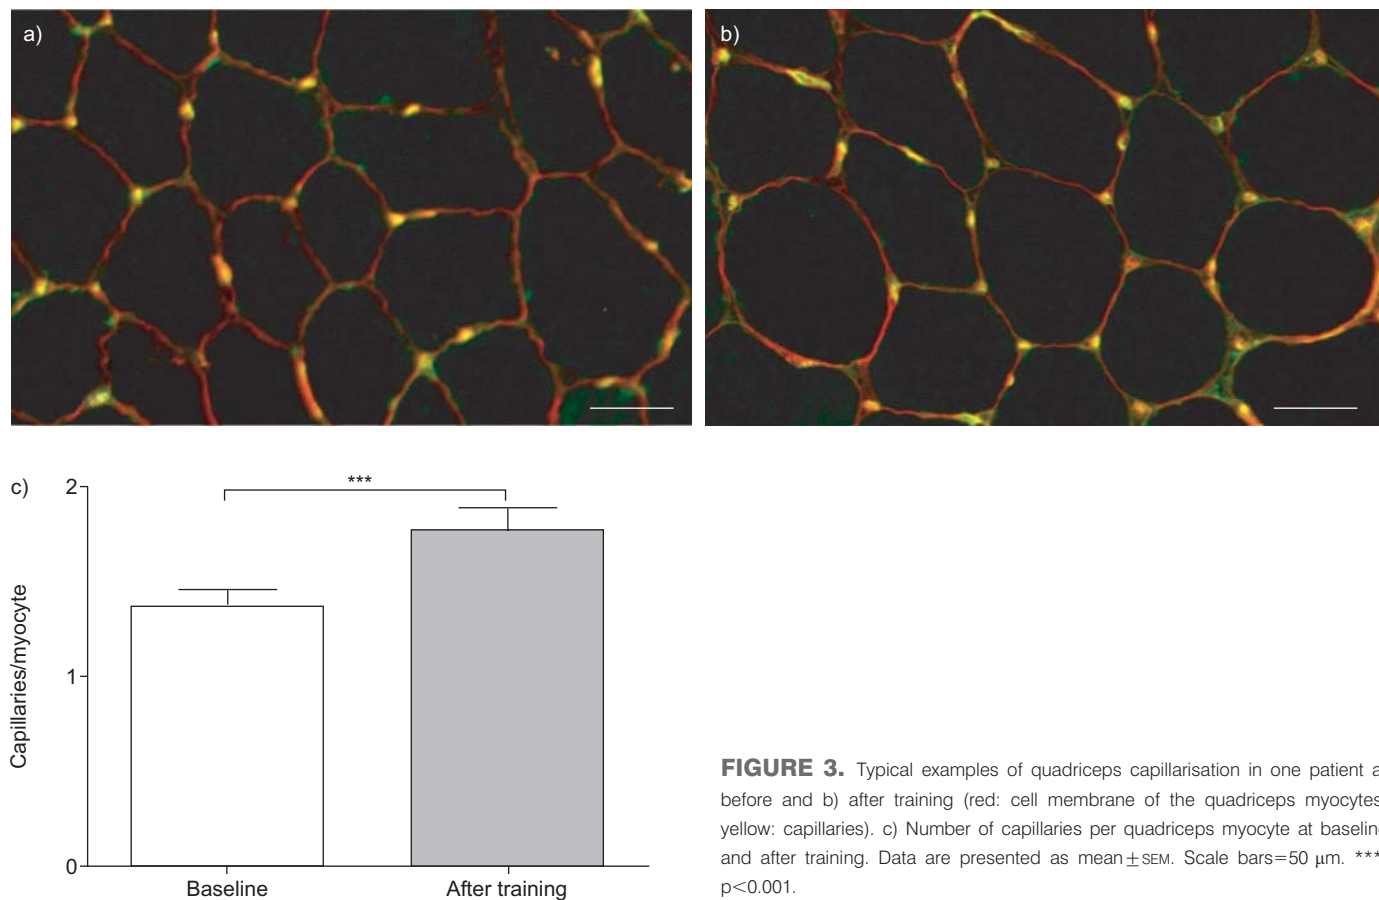 a)
b)
c)
***
2
1
0
Capillaries/myocyte
Baseline
After training
FIGURE 3. Typical examples of quadriceps capillarisation in one patient a
before and b) after training (red: cell membrane of the quadriceps myocytes
yellow: capillaries). c) Number of capillaries per quadriceps myocyte at baseline
and after training. Data are presented as mean±SEM. Scale bars=50 μm. ***
p<0.001.